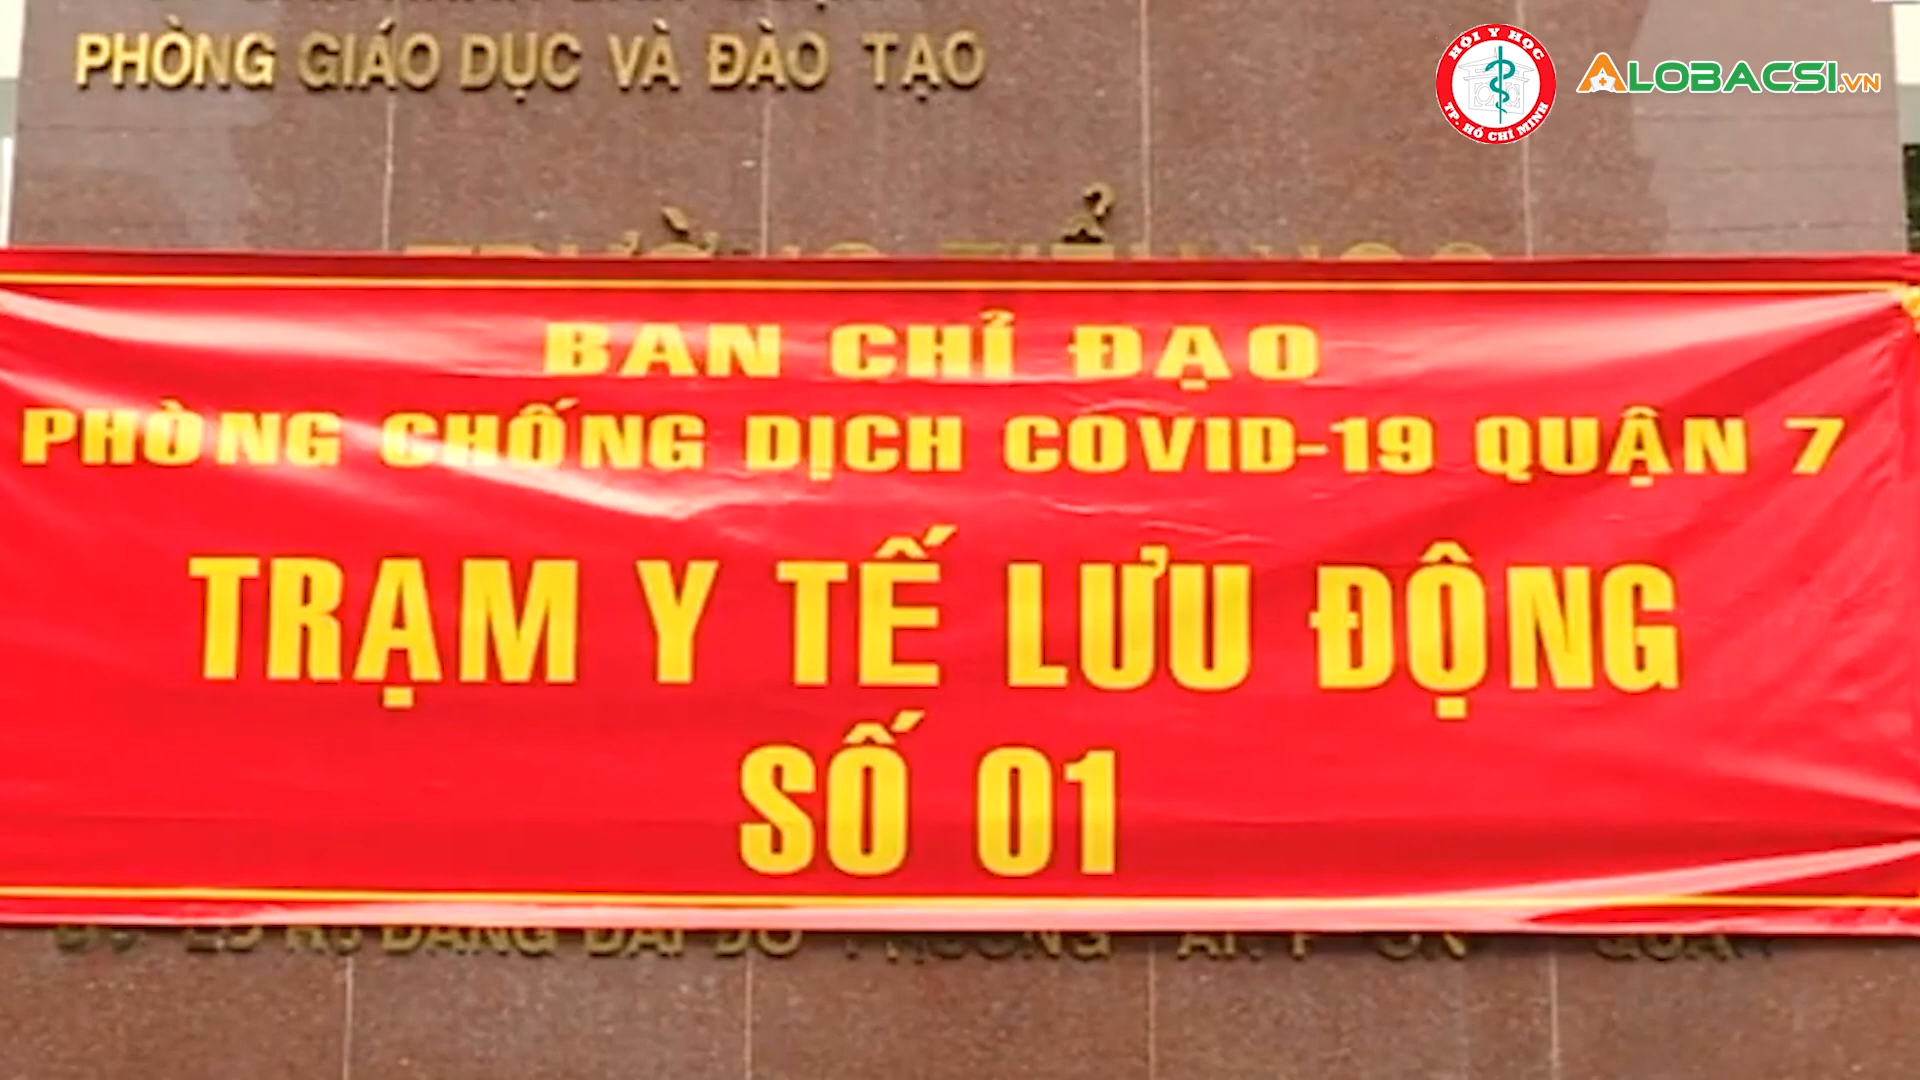 PHÒNG GIÁO DỤC VÀ ĐÀO TẠO
HỘI Y HỌC
TP. HỒ CHÍ MINH
ALOBACSI.VN
BAN CHỈ ĐẠO
PHÒNG CHỐNG DỊCH COVID-19 QUẬN 7
TRẠM Y TẾ LƯU ĐỘNG
SỐ 01